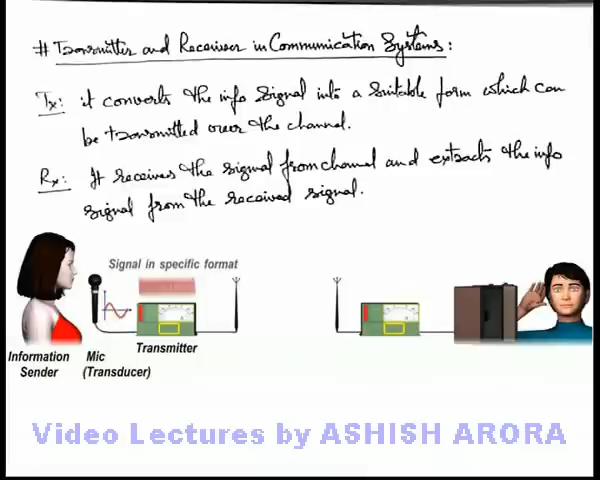 # Transmitter and Receiver in Communication Systems:
Tx: it converts the info signal into a suitable form which can
be transmitted over the channel.
Rx: It receives the signal from channel and extracts the info
signal from the received signal.
Signal in specific format
Transmitter
Information
Sender
Mic
(Transducer)
Video Lectures by ASHISH ARORA